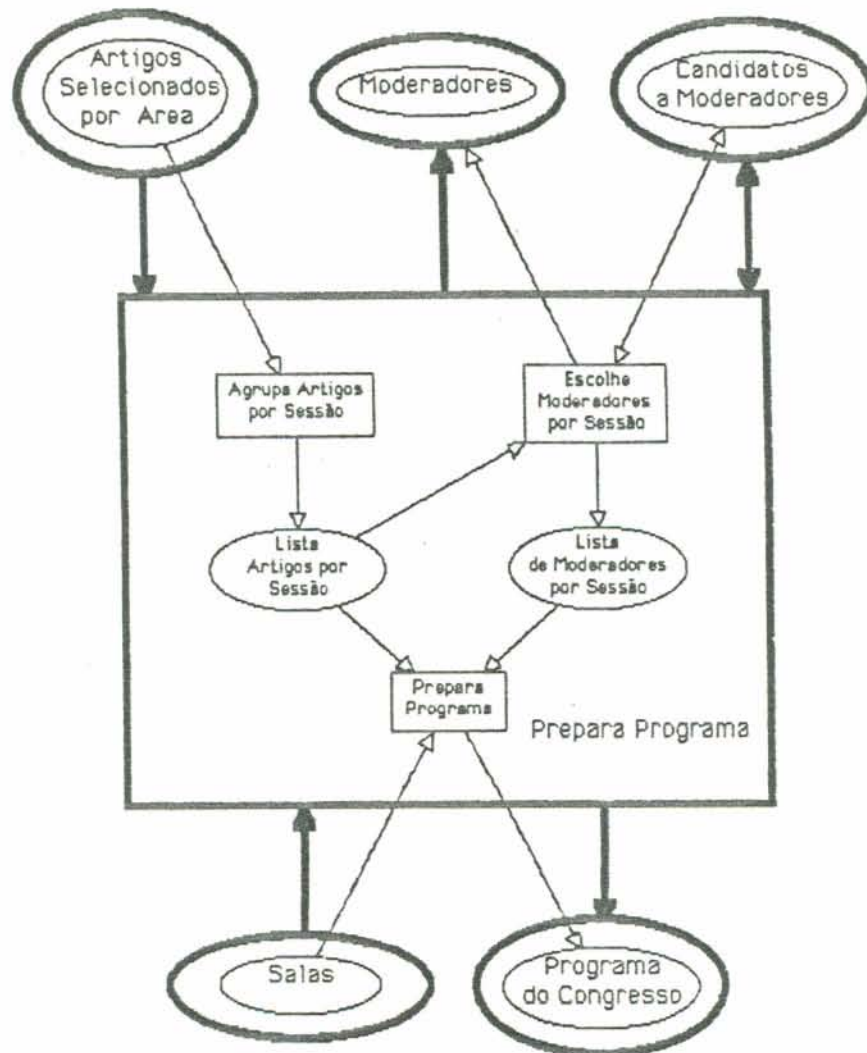 Artigos
Selecionados
por Area
Moderadores
Candidatos
a Moderadores
Agrupa Artigos
por Sessão
Escolhe
Moderadores
por Sessão
Lista
Artigos por
Sessão
Lista
de Moderadores
por Sessão
Prepara
Programa
Prepara Programa
Salas
Programa
do Congresso